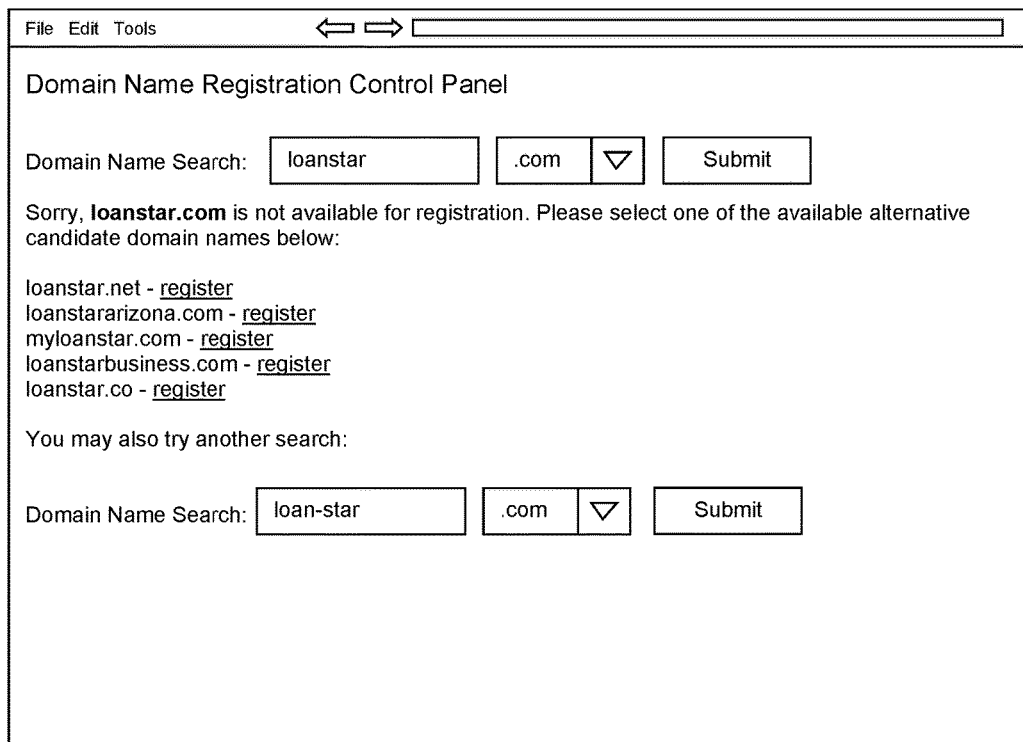 File Edit Tools
Domain Name Registration Control Panel
Domain Name Search: loanstar .com Submit
Sorry, loanstar.com is not available for registration. Please select one of the available alternative
candidate domain names below:
loanstar.net - register
loanstararizona.com - register
myloanstar.com - register
loanstarbusiness.com - register
loanstar.co - register
You may also try another search:
Domain Name Search: loan-star .com Submit